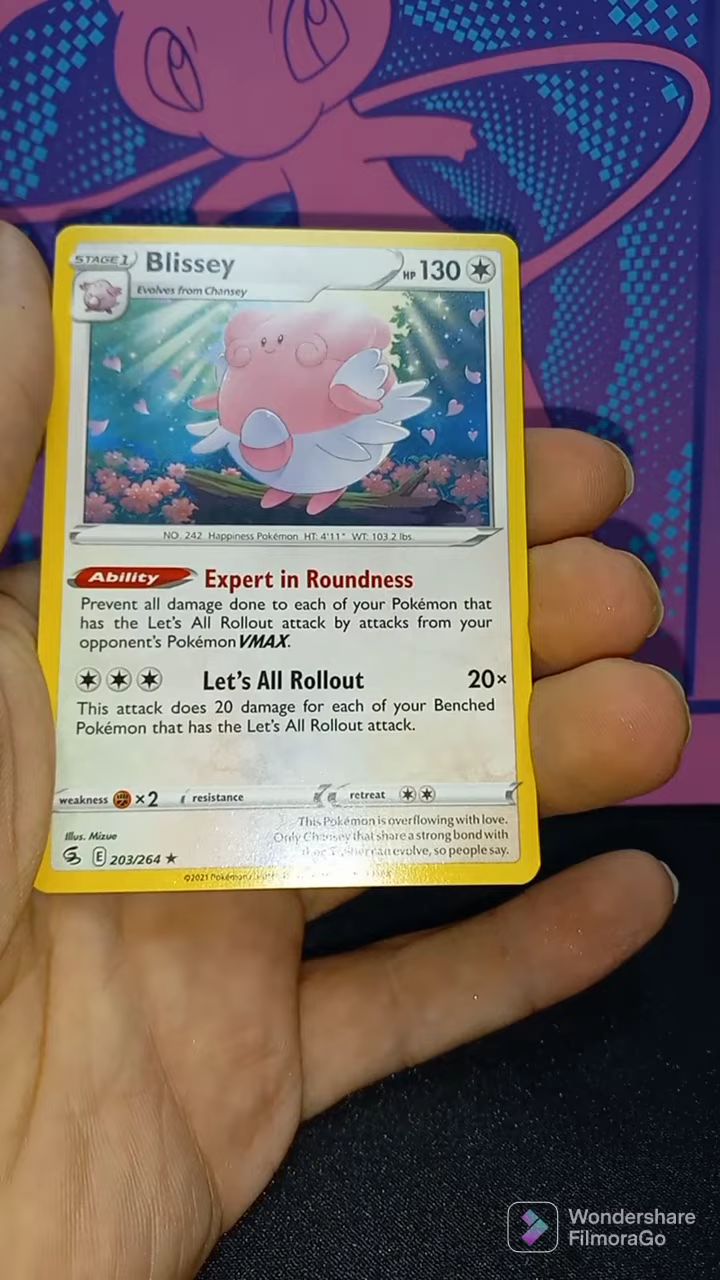 STAGE 1
Blissey
HP 130
Evolves from Chansey
NO. 242 Happiness Pokémon HT: 4'11" WT: 103.2 lbs.
Ability Expert in Roundness
Prevent all damage done to each of your Pokémon that
has the Let's All Rollout attack by attacks from your
opponent's Pokémon VMAX.
Let's All Rollout 20×
This attack does 20 damage for each of your Benched
Pokémon that has the Let's All Rollout attack.
weakness ×2 resistance retreat
This Pokémon is overflowing with love.
Illus. Mizue
Only Chansey that share a strong bond with
can evolve, so people say.
E 203/264
©2021 Pokémon
Wondershare
FilmoraGo